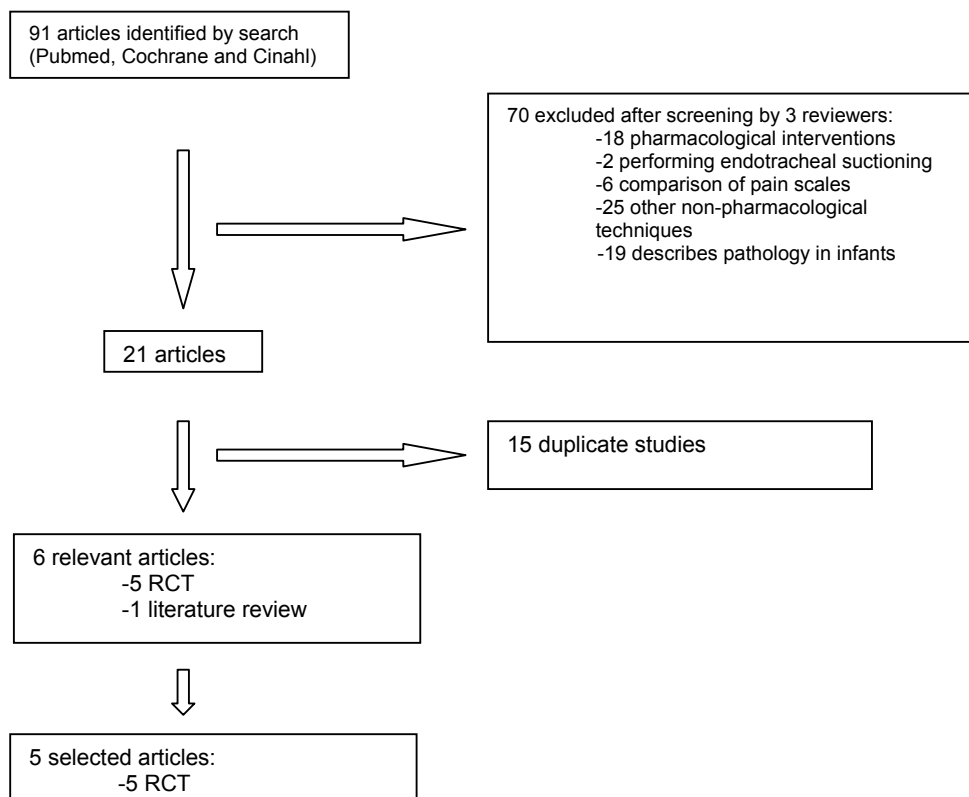 91 articles identified by search
(Pubmed, Cochrane and Cinahl)
70 excluded after screening by 3 reviewers:
-18 pharmacological interventions
-2 performing endotracheal suctioning
-6 comparison of pain scales
-25 other non-pharmacological
techniques
-19 describes pathology in infants
21 articles
15 duplicate studies
6 relevant articles:
-5 RCT
-1 literature review
5 selected articles:
-5 RCT